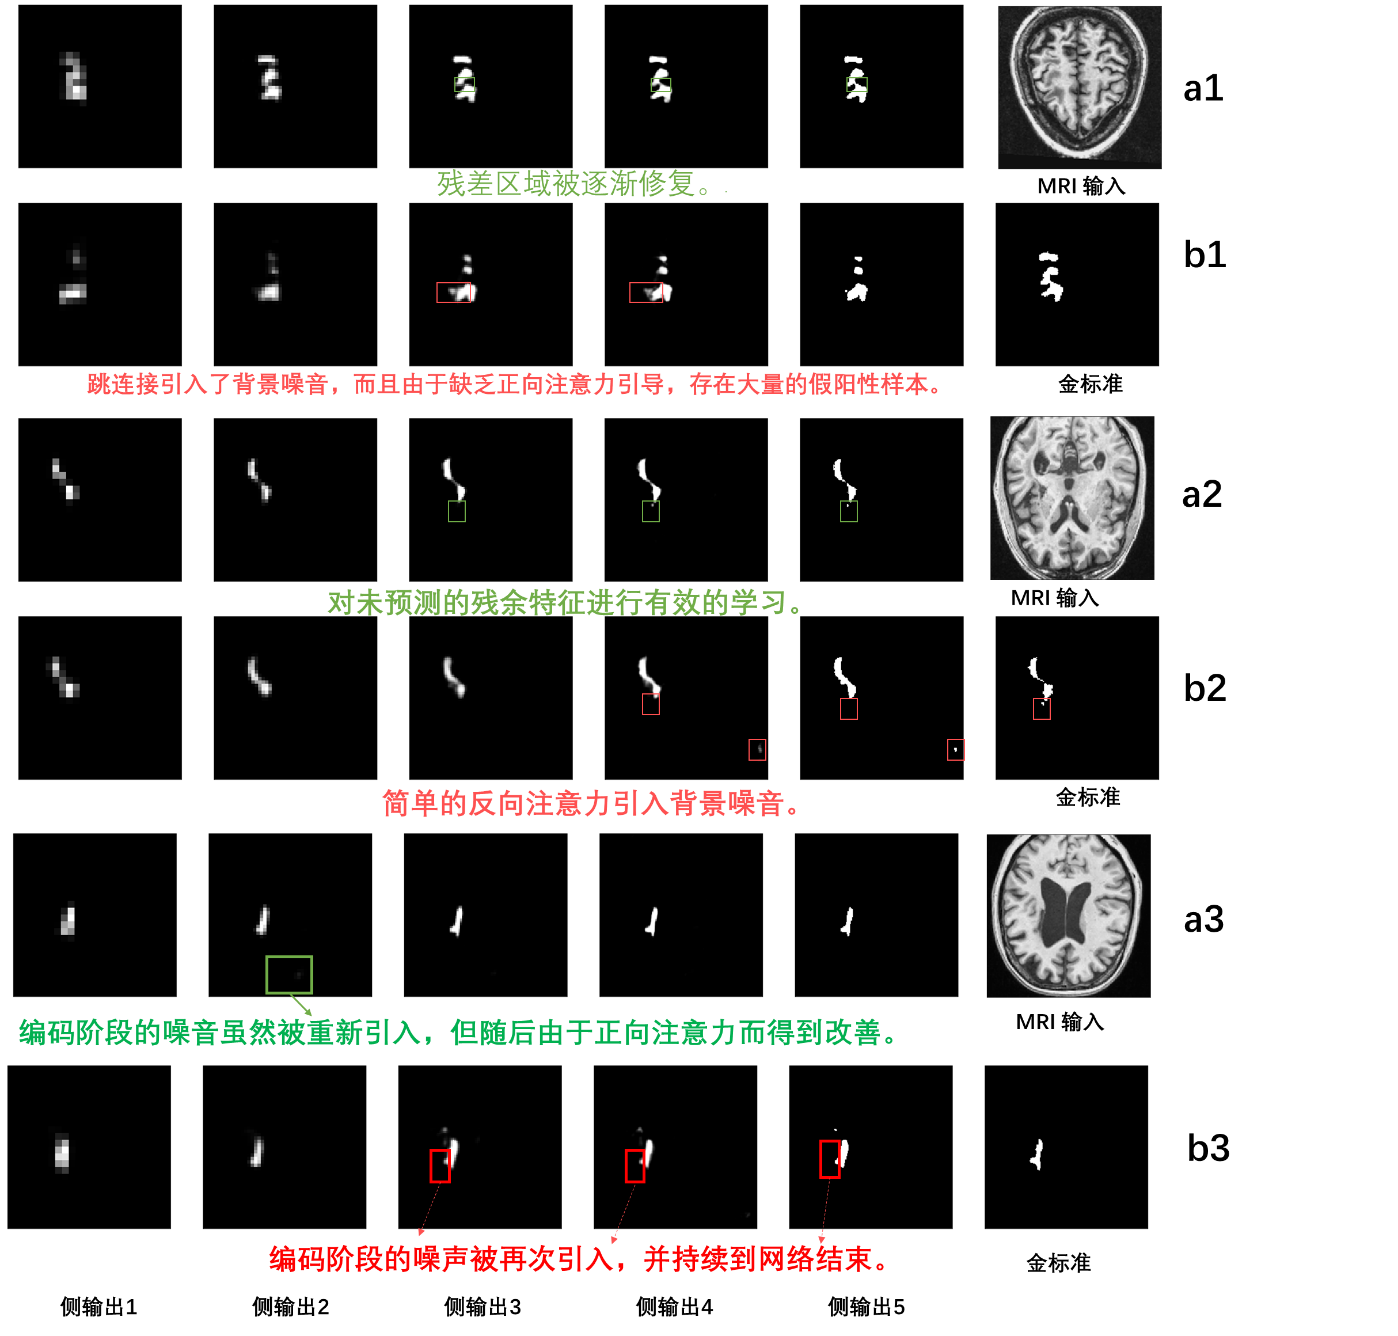 a1
残差区域被逐渐修复。
MRI 输入
b1
跳连接引入了背景噪音，而且由于缺乏正向注意力引导，存在大量的假阳性样本。
金标准
a2
对未预测的残余特征进行有效的学习。
MRI 输入
b2
简单的反向注意力引入背景噪音。
金标准
a3
编码阶段的噪音虽然被重新引入，但随后由于正向注意力而得到改善。
MRI 输入
b3
编码阶段的噪声被再次引入，并持续到网络结束。
金标准
侧输出1 侧输出2 侧输出3 侧输出4 侧输出5